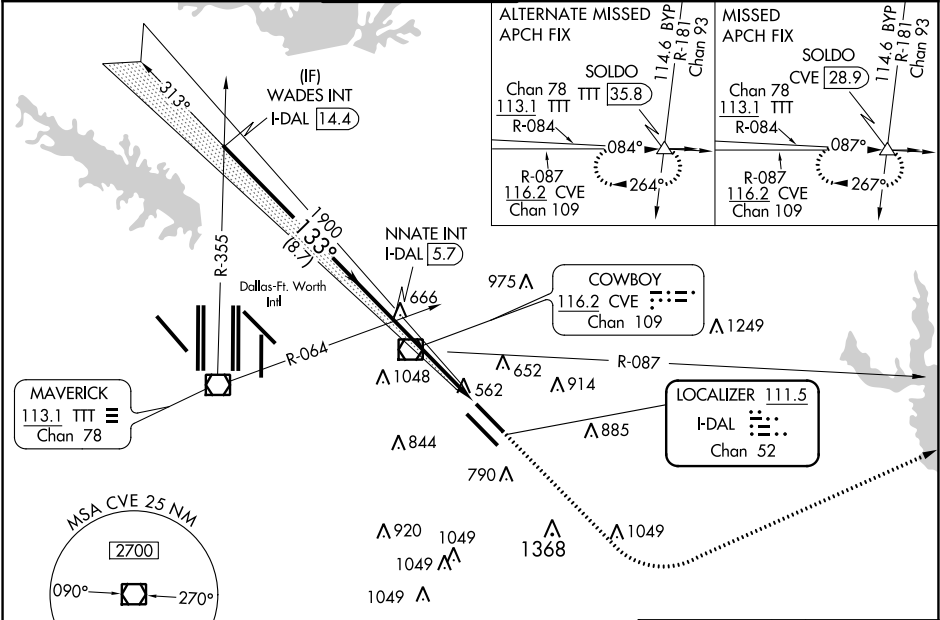 ALTERNATE MISSED
APCH FIX
SOLDO
TTT 35.8
114.6 BYP
R-181
Chan 93
Chan 78
113.1 TTT
R-084
084°
264°
R-087
116.2 CVE
Chan 109
MISSED
APCH FIX
SOLDO
CVE 28.9
114.6 BYP
R-181
Chan 93
Chan 78
113.1 TTT
R-084
087°
267°
R-087
116.2 CVE
Chan 109
313°
(IF)
WADES INT
I-DAL 14.4
1900
133°
(8.7)
R-355
NNATE INT
I-DAL 5.7
Dallas-Ft. Worth
Intl
666
975
COWBOY
116.2 CVE
Chan 109
1249
R-064
R-087
1048
652
562
914
MAVERICK
113.1 TTT
Chan 78
LOCALIZER 111.5
I-DAL
Chan 52
844
885
790
MSA CVE 25 NM
2700
090°
270°
920
1049
1049
1368
1049
1049